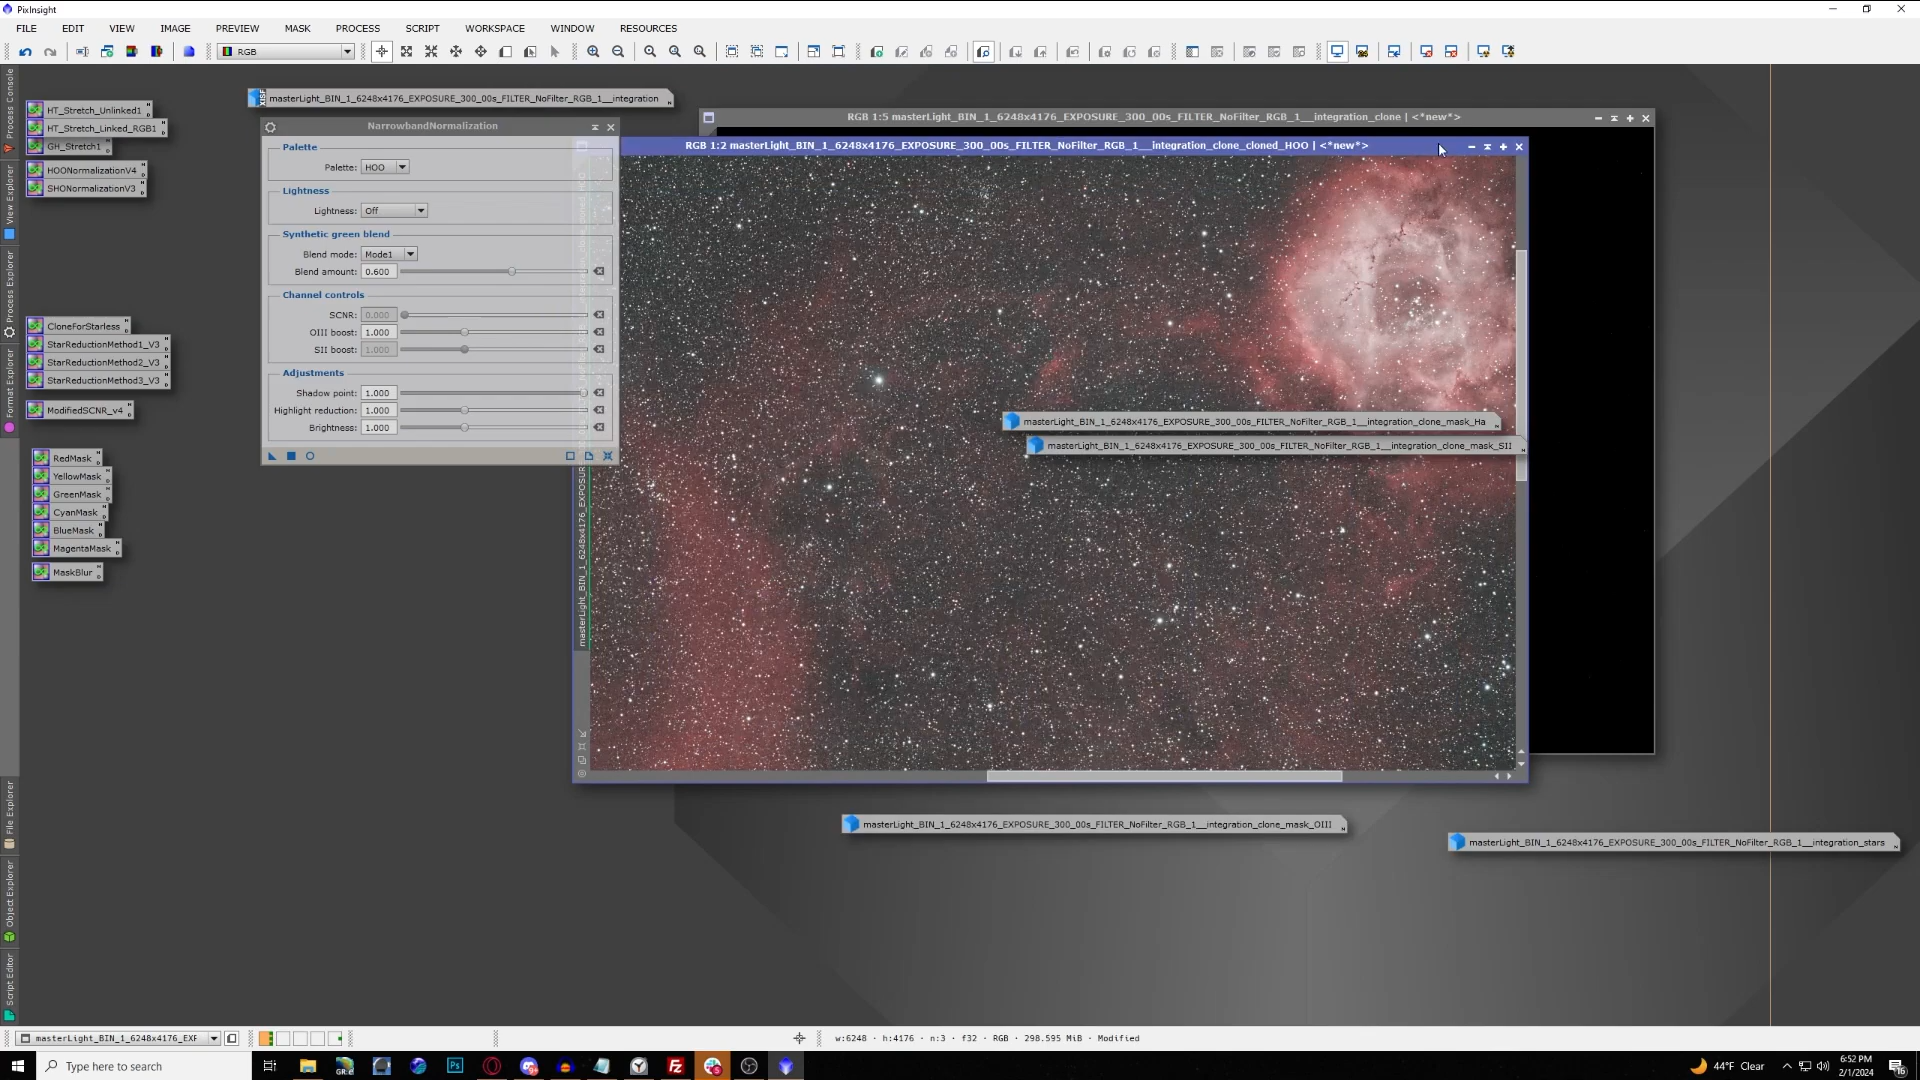 PixInsight
FILE EDIT VIEW IMAGE PREVIEW MASK PROCESS SCRIPT WORKSPACE WINDOW RESOURCES
RGB
Process Console
View Explorer
Process Explorer
Format Explorer
File Explorer
Object Explorer
Script Editor
HT_Stretch_Unlinked1
HT_Stretch_Linked_RGB1
GH_Stretch1
HOONormalizationV4
SHONormalizationV3
CloneForStarless
StarReductionMethod1_V3
StarReductionMethod2_V3
StarReductionMethod3_V3
ModifiedSCNR_v4
RedMask
YellowMask
GreenMask
CyanMask
BlueMask
MagentaMask
MaskBlur
XISF
masterLight_BIN_1_6248x4176_EXPOSURE_300_00s_FILTER_NoFilter_RGB_1__integration
NarrowbandNormalization
Palette
Palette: HOO
Lightness
Lightness: Off
Synthetic green blend
Blend mode: Mode1
Blend amount: 0.600
Channel controls
SCNR: 0.000
OIII boost: 1.000
SII boost: 1.000
Adjustments
Shadow point: 1.000
Highlight reduction: 1.000
Brightness: 1.000
RGB 1:5 masterLight_BIN_1_6248x4176_EXPOSURE_300_00s_FILTER_NoFilter_RGB_1__integration_clone | <*new*>
RGB 1:2 masterLight_BIN_1_6248x4176_EXPOSURE_300_00s_FILTER_NoFilter_RGB_1__integration_clone_cloned_HOO | <*new*>
masterLight_BIN_1_6248x4176_EXPOSURE_300_00s_FILTER_NoFilter_RGB_1__integration_clone_mask_Ha
masterLight_BIN_1_6248x4176_EXPOSURE_300_00s_FILTER_NoFilter_RGB_1__integration_clone_mask_SII
masterLight_BIN_1_6248x4176_EXPOSURE_300_00s_FILTER_NoFilter_RGB_1__integration_clone_mask_OIII
masterLight_BIN_1_6248x4176_EXPOSURE_300_00s_FILTER_NoFilter_RGB_1__integration_stars
masterLight_BIN_1_6248x4176_EXF
w:6248 · h:4176 · n:3 · f32 · RGB · 298.595 MiB · Modified
Type here to search
44°F Clear
6:52 PM
2/1/2024
16